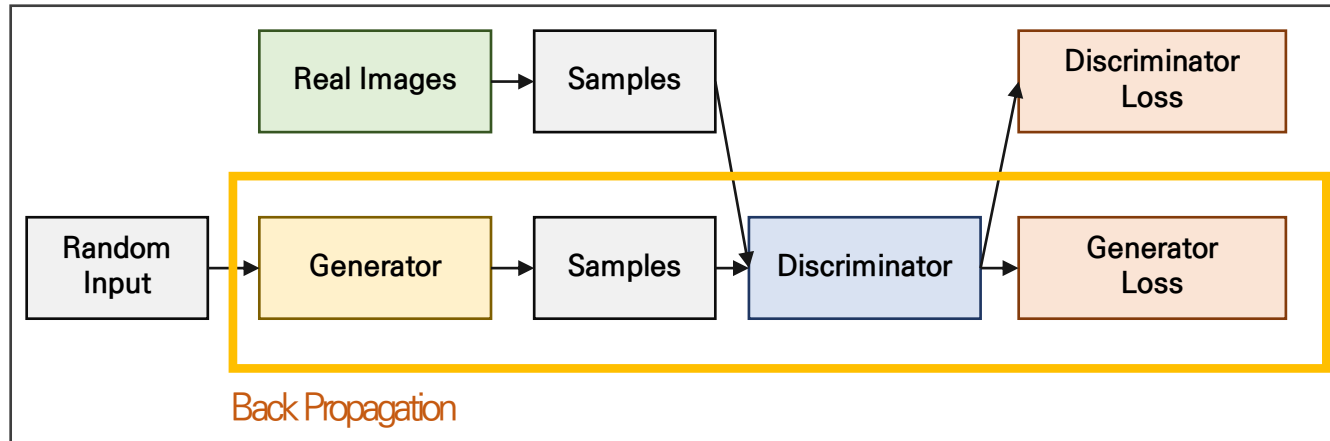 Real Images
Samples
Discriminator
Loss
Random
Input
Generator
Samples
Discriminator
Generator
Loss
Back Propagation